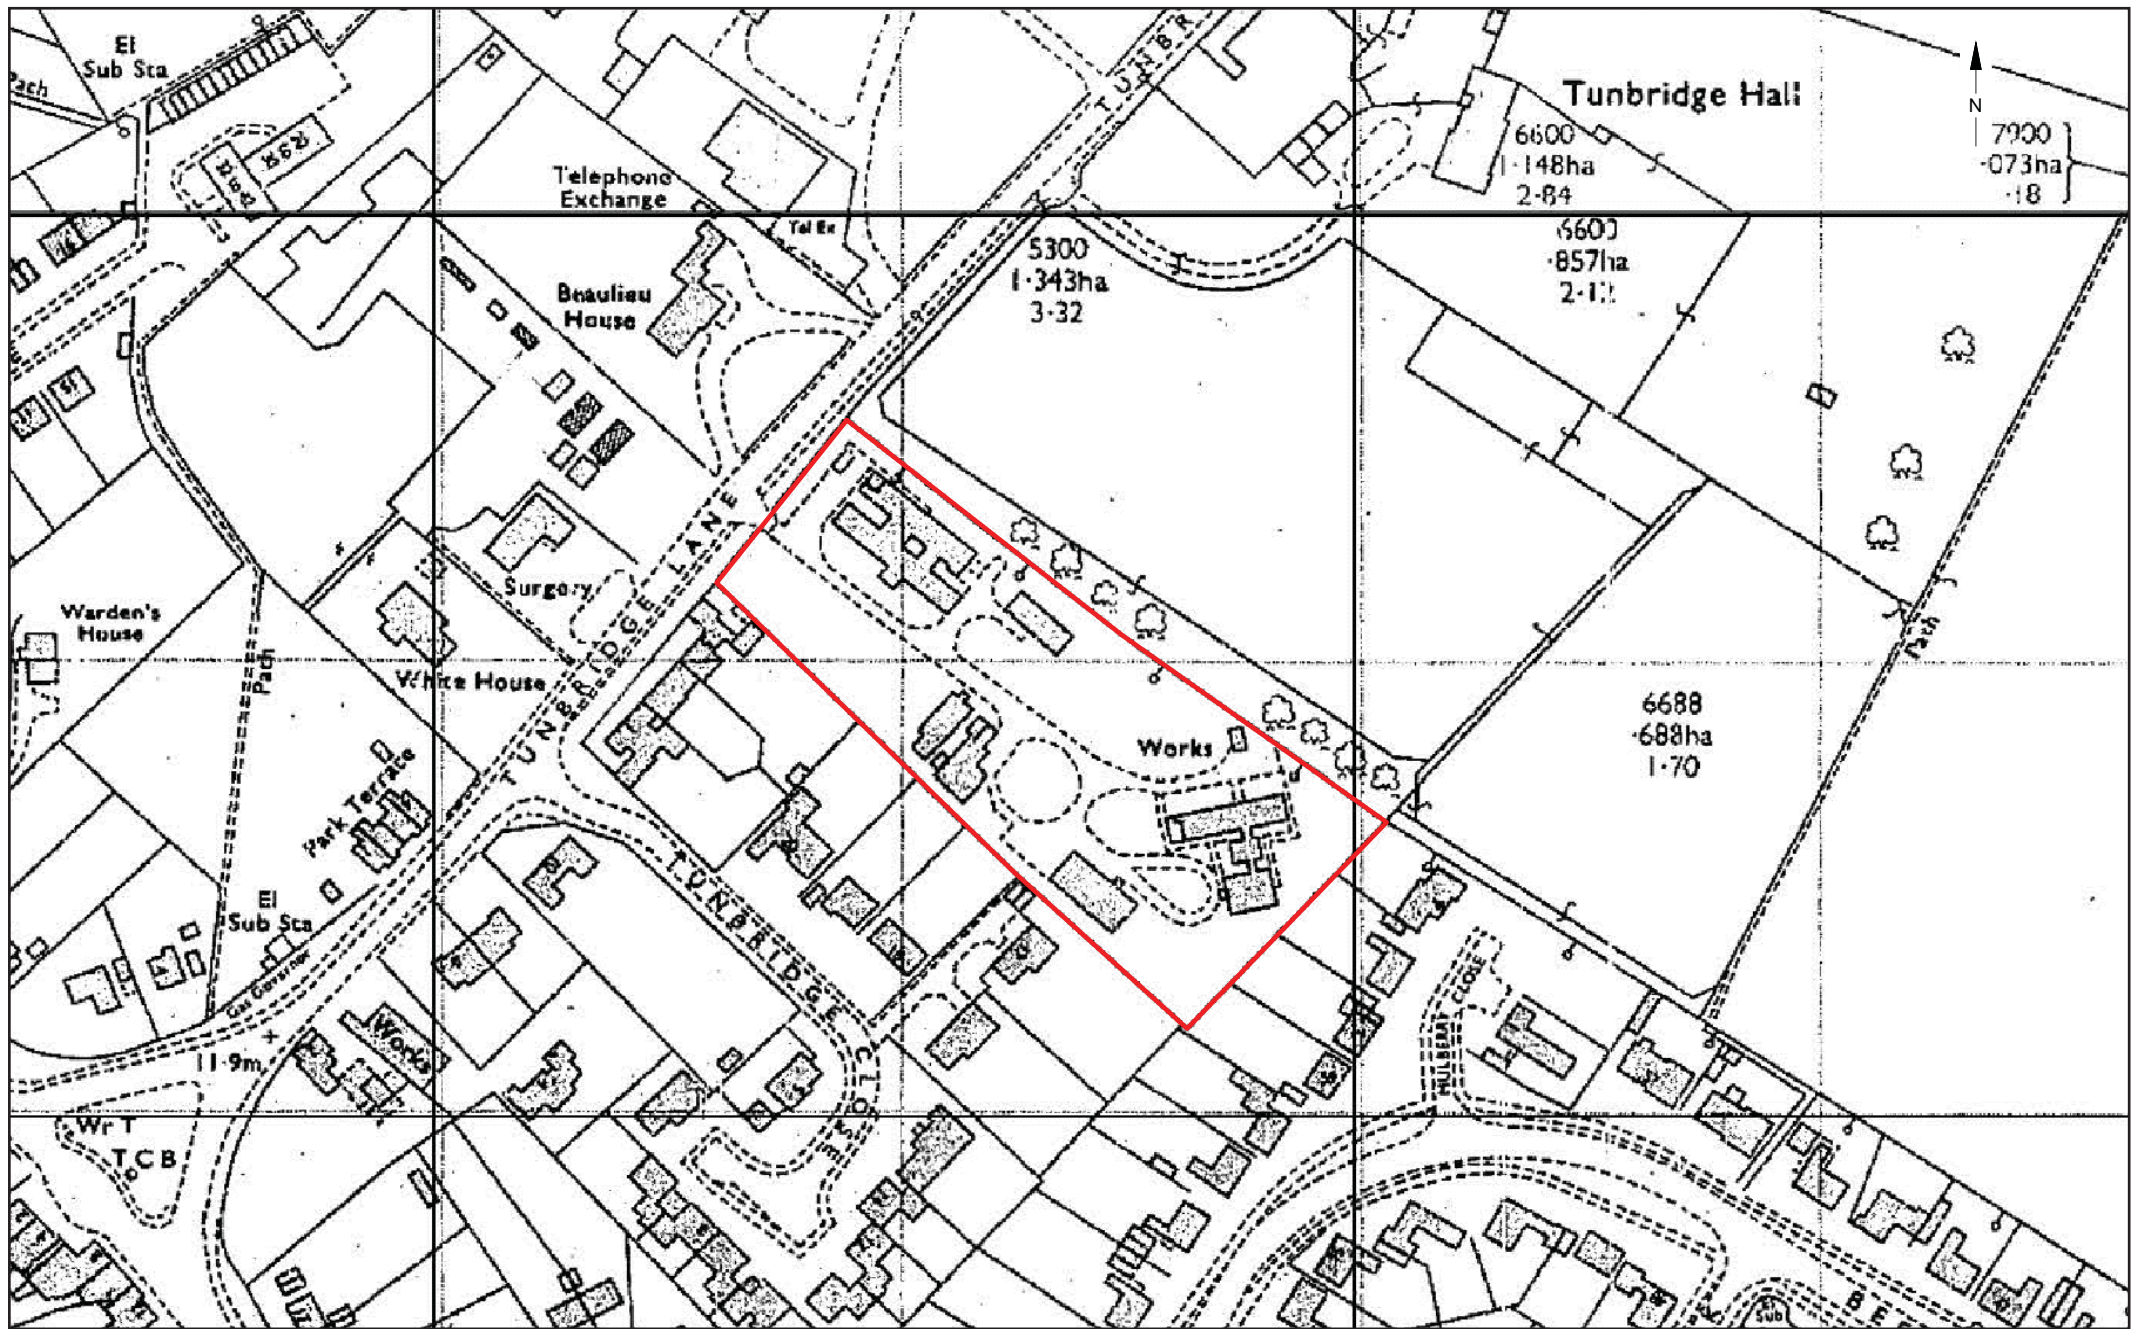 El
Sub Sta
Path
TUNBR
Tunbridge Hall
N
6600
1·148ha
2·84
7900
·073ha
·18
Telephone
Exchange
Tel Ex
5300
1·343ha
3·32
6600
·857ha
Beaulieu
House
Surgery
TUNBRIDGE LANE
Warden's
House
Path
White House
Path
6688
·688ha
1·70
Works
Park Terrace
El
Sub Sta
Gas Governor
11·9m
Works
TUNBRIDGE CLOSE
MULBERRY CLOSE
Wr T
TCB
Sub
BE